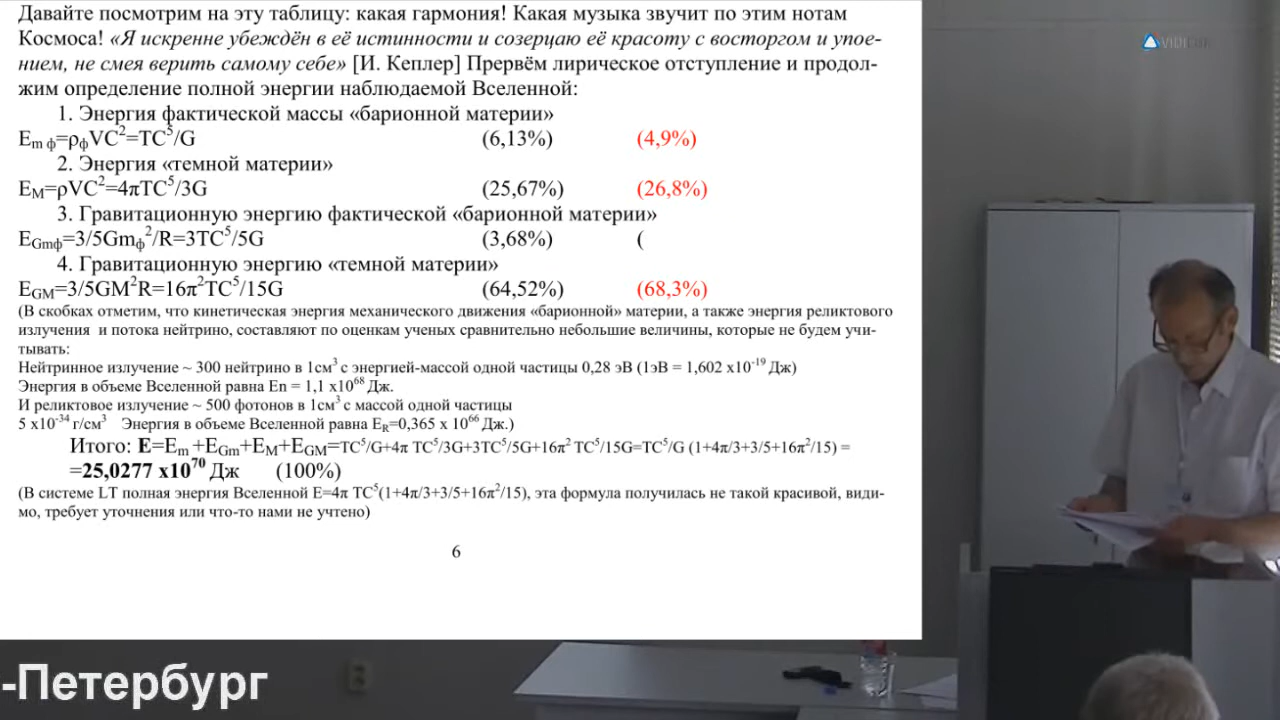 Давайте посмотрим на эту таблицу: какая гармония! Какая музыка звучит по этим нотам
Космоса! «Я искренне убеждён в её истинности и созерцаю её красоту с восторгом и упое-
нием, не смея верить самому себе» [И. Кеплер] Прервём лирическое отступление и продол-
жим определение полной энергии наблюдаемой Вселенной:
1. Энергия фактической массы «барионной материи»
Eₘ ф=ρфVC²=TC⁵/G (6,13%) (4,9%)
2. Энергия «темной материи»
E_M=ρVC²=4πTC⁵/3G (25,67%) (26,8%)
3. Гравитационную энергию фактической «барионной материи»
E_Gmф=3/5Gmф²/R=3TC⁵/5G (3,68%) (
4. Гравитационную энергию «темной материи»
E_GM=3/5GM²R=16π²TC⁵/15G (64,52%) (68,3%)
(В скобках отметим, что кинетическая энергия механического движения «барионной» материи, а также энергия реликтового
излучения и потока нейтрино, составляют по оценкам ученых сравнительно небольшие величины, которые не будем учи-
тывать:
Нейтринное излучение ~ 300 нейтрино в 1см³ с энергией-массой одной частицы 0,28 эВ (1эВ = 1,602 x10⁻¹⁹ Дж)
Энергия в объеме Вселенной равна En = 1,1 x10⁶⁸ Дж.
И реликтовое излучение ~ 500 фотонов в 1см³ с массой одной частицы
5 x10⁻³⁴ г/см³ Энергия в объеме Вселенной равна E_R=0,365 x 10⁶⁶ Дж.)
Итого: E=Eₘ +E_Gm+E_M+E_GM=TC⁵/G+4π TC⁵/3G+3TC⁵/5G+16π² TC⁵/15G=TC⁵/G (1+4π/3+3/5+16π²/15) =
=25,0277 x10⁷⁰ Дж (100%)
(В системе LT полная энергия Вселенной E=4π TC⁵(1+4π/3+3/5+16π²/15), эта формула получилась не такой красивой, види-
мо, требует уточнения или что-то нами не учтено)
6
-Петербург